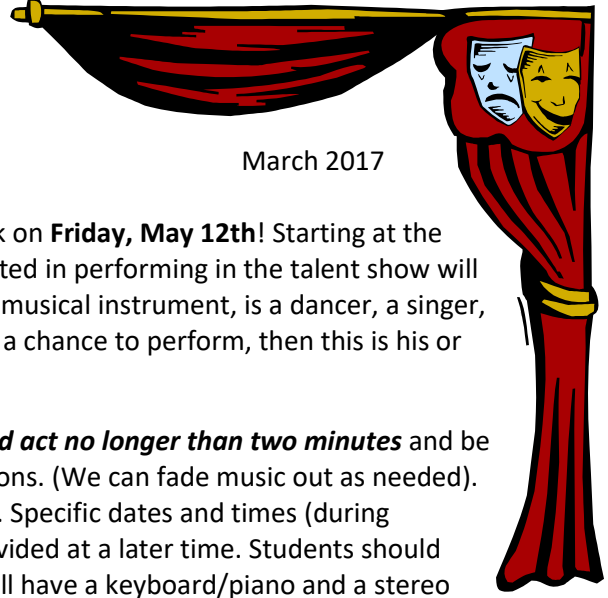 March 2017
k on Friday, May 12th! Starting at the
ted in performing in the talent show will
musical instrument, is a dancer, a singer,
a chance to perform, then this is his or
d act no longer than two minutes and be
ons. (We can fade music out as needed).
. Specific dates and times (during
vided at a later time. Students should
ll have a keyboard/piano and a stereo